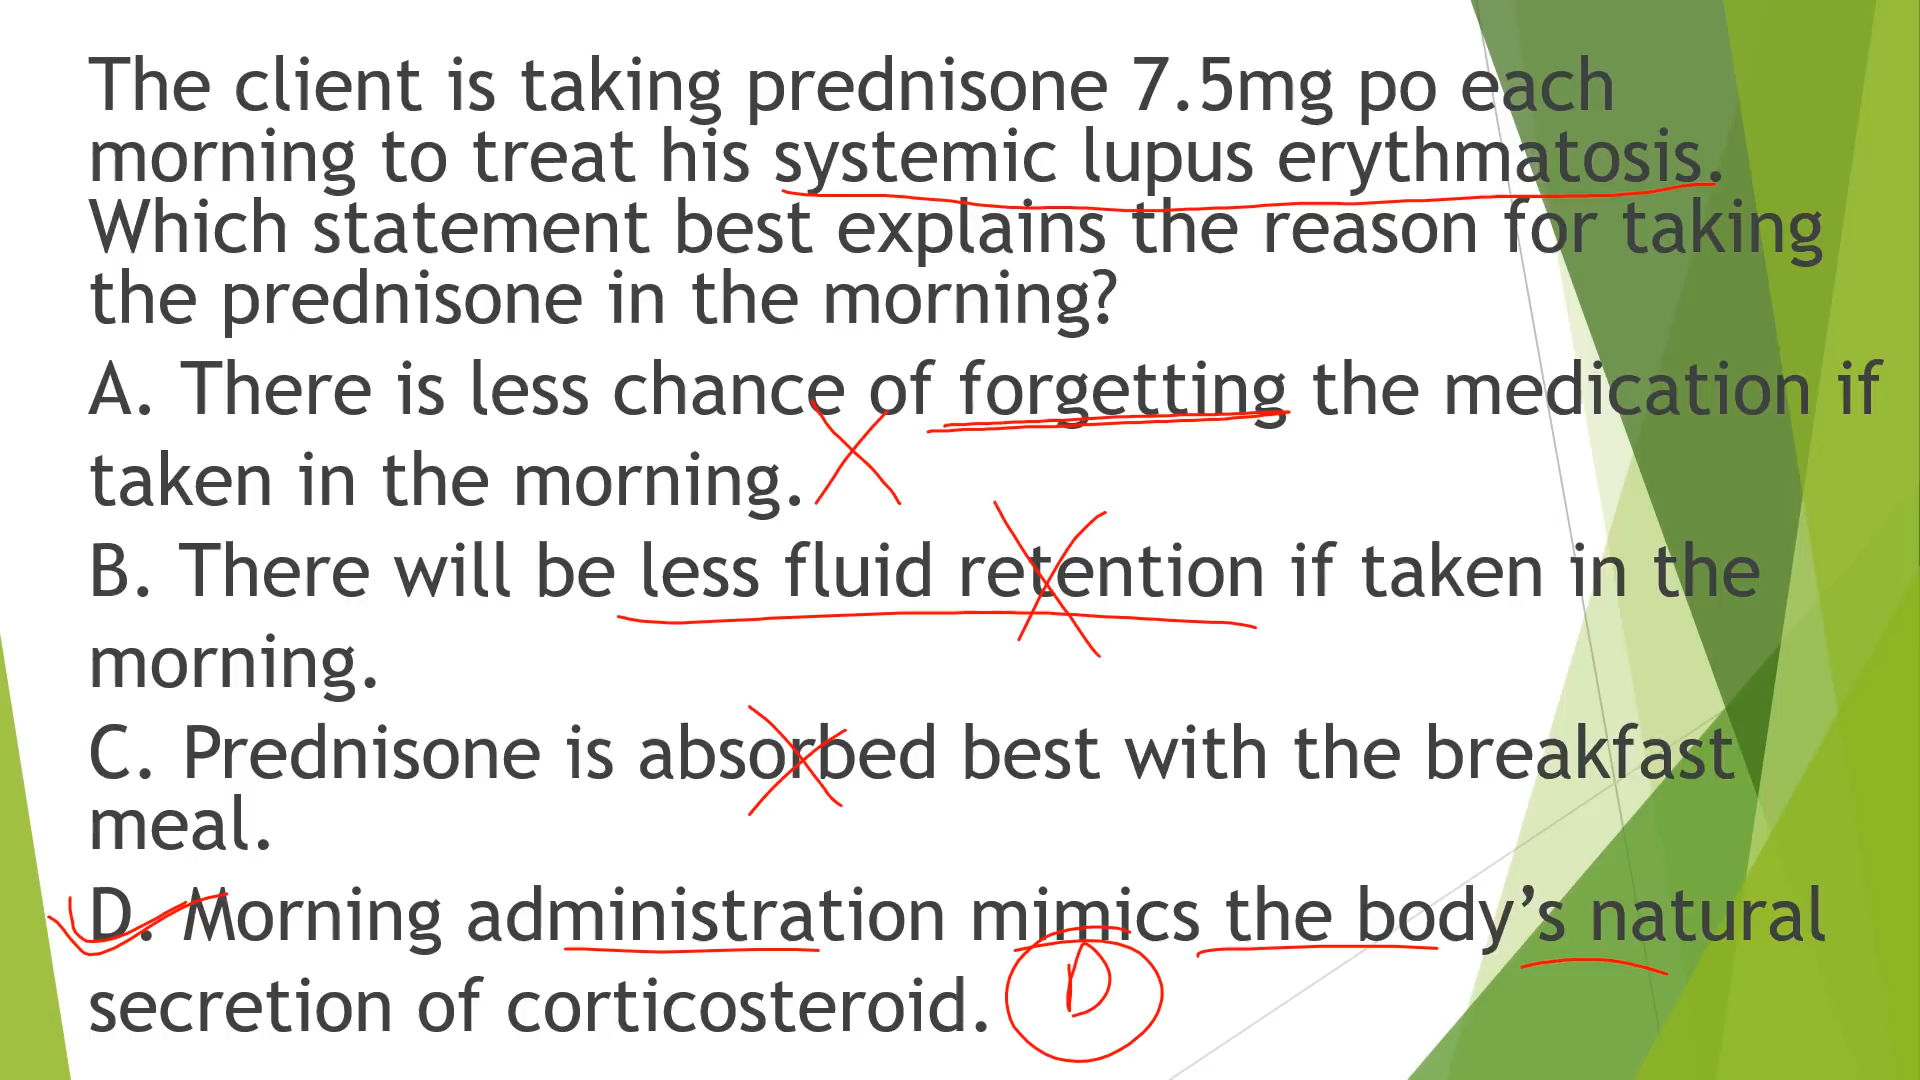 The client is taking prednisone 7.5mg po each
morning to treat his systemic lupus erythmatosis.
Which statement best explains the reason for taking
the prednisone in the morning?
A. There is less chance of forgetting the medication if
taken in the morning.
B. There will be less fluid retention if taken in the
morning.
C. Prednisone is absorbed best with the breakfast
meal.
D. Morning administration mimics the body’s natural
secretion of corticosteroid.
D